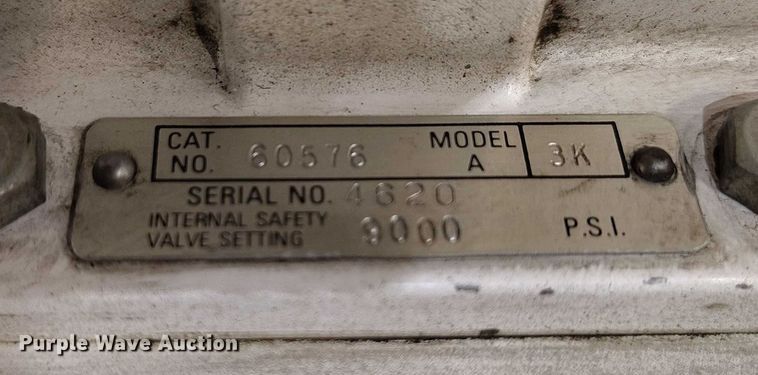 CAT. NO. 60576 MODEL A 3K
SERIAL NO. 4620
INTERNAL SAFETY VALVE SETTING 9000 P.S.I.
Purple Wave Auction